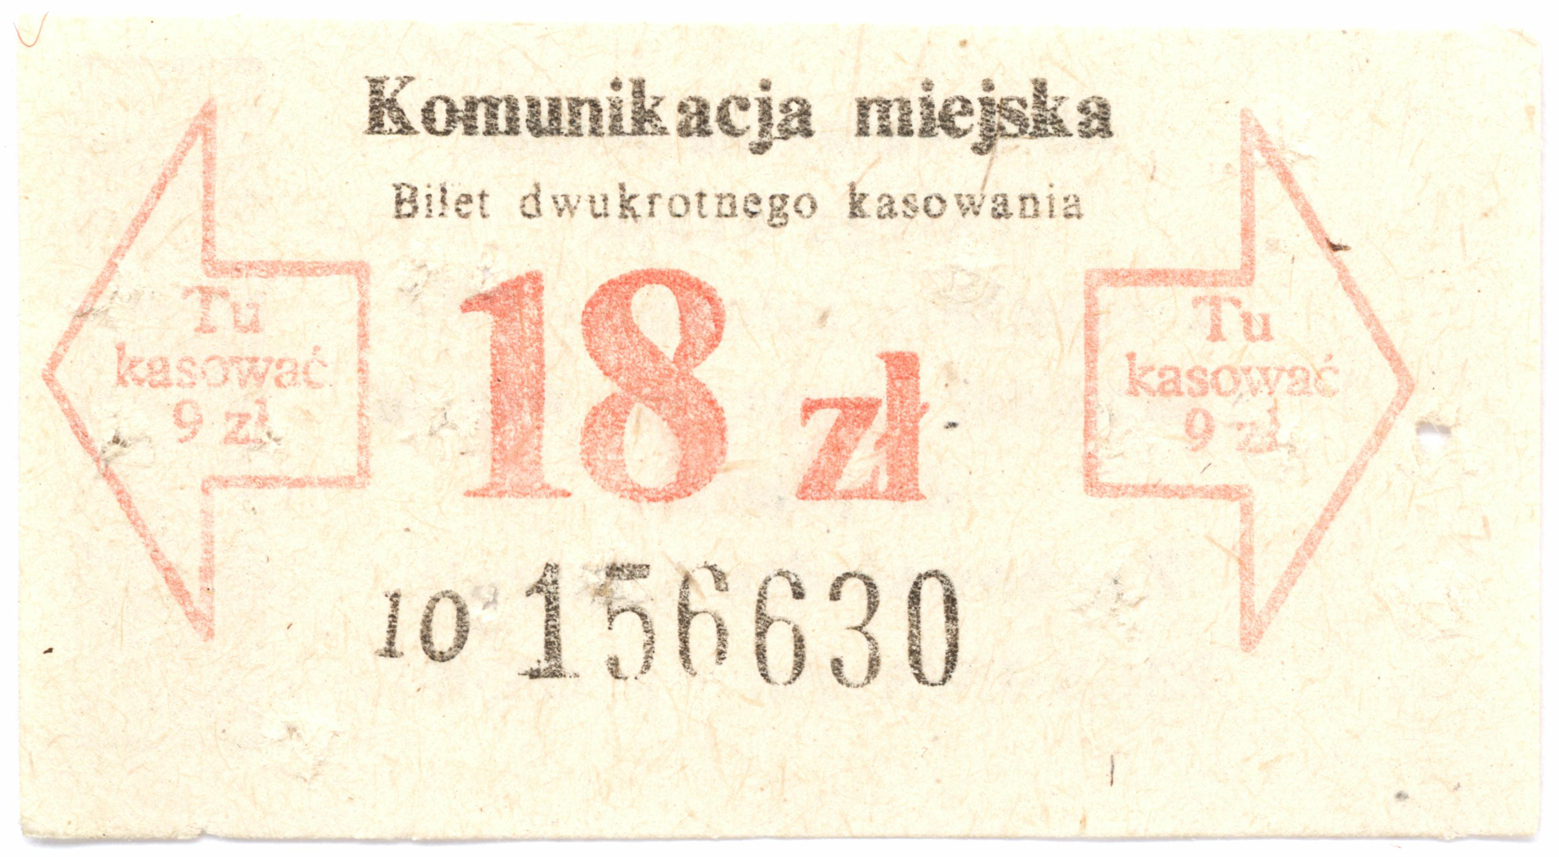 Komunikacja miejska
Bilet dwukrotnego kasowania
Tu
kasować
9 zł
18 zł
Tu
kasować
9 zł
10 156630